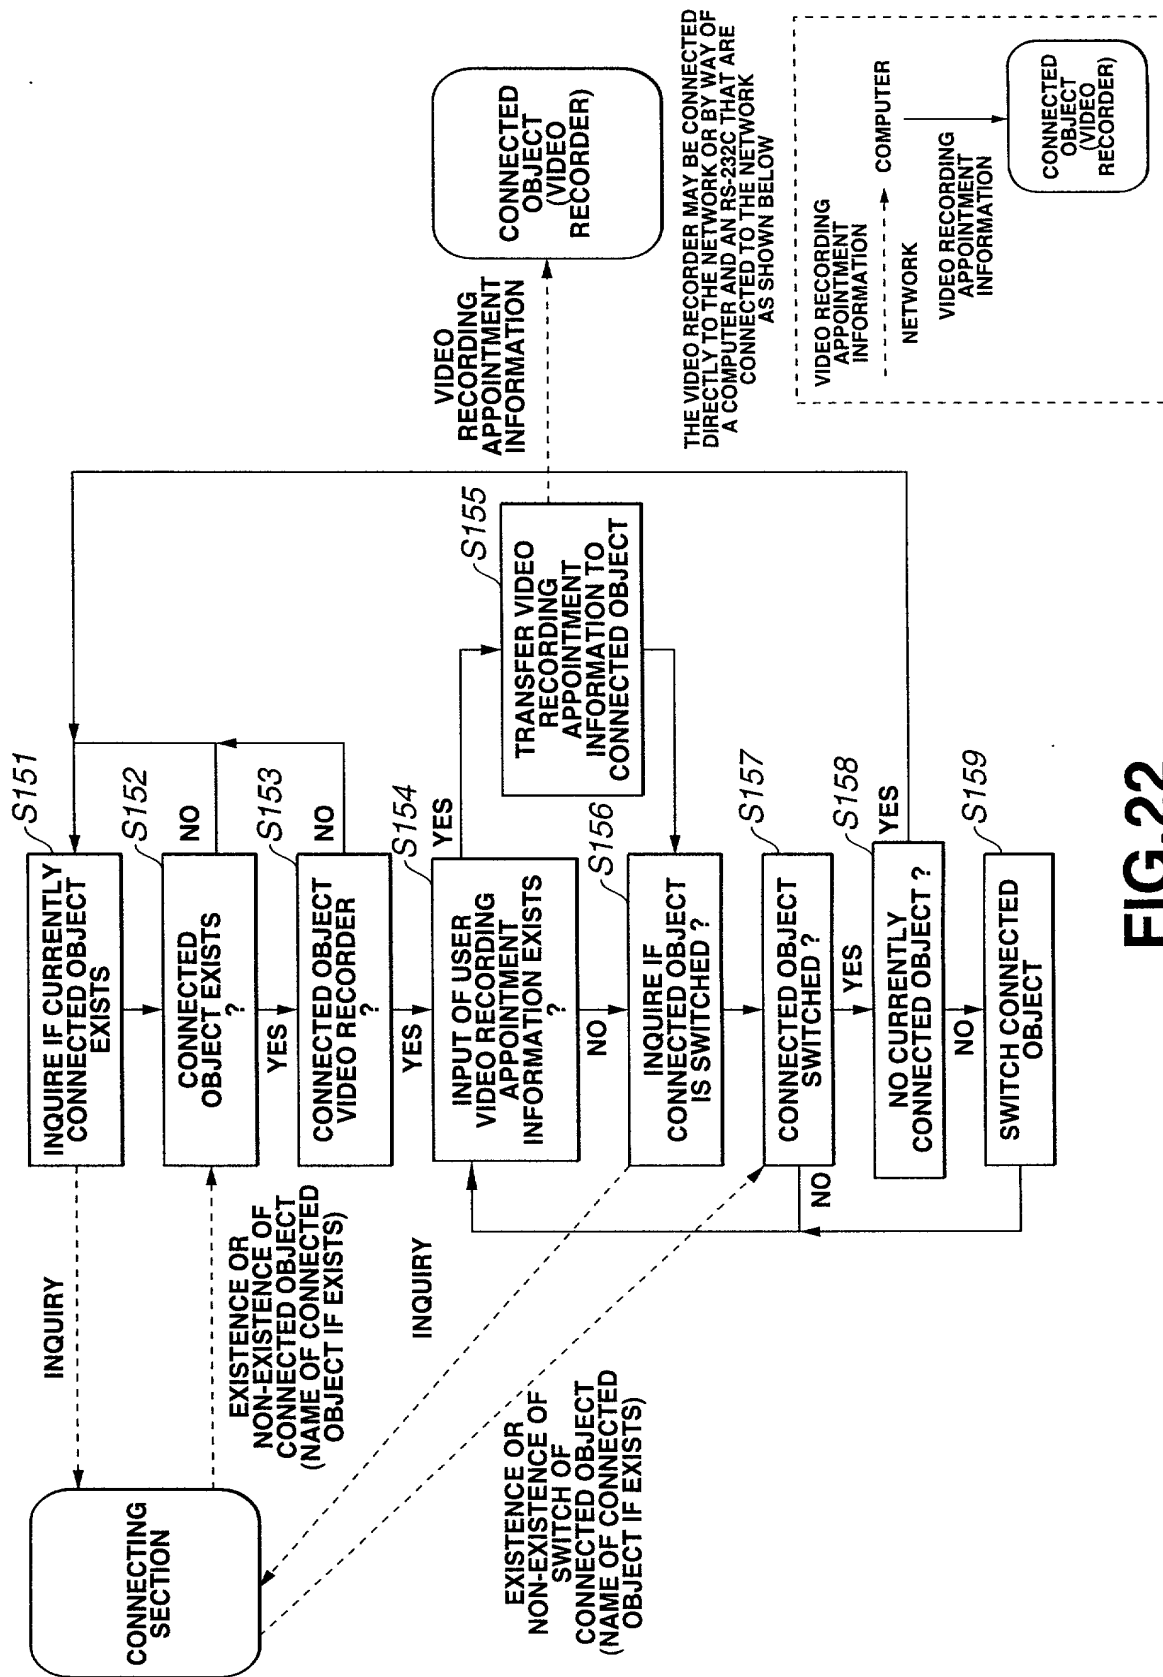 CONNECTING
SECTION
INQUIRY
EXISTENCE OR
NON-EXISTENCE OF
CONNECTED OBJECT
(NAME OF CONNECTED
OBJECT IF EXISTS)
INQUIRY
EXISTENCE OR
NON-EXISTENCE OF
SWITCH OF
CONNECTED OBJECT
(NAME OF CONNECTED
OBJECT IF EXISTS)
S151
INQUIRE IF CURRENTLY
CONNECTED OBJECT
EXISTS
S152
CONNECTED
OBJECT EXISTS
?
NO
YES
S153
CONNECTED OBJECT
VIDEO RECORDER
?
NO
YES
S154
INPUT OF USER
VIDEO RECORDING
APPOINTMENT
INFORMATION EXISTS
?
YES
NO
S155
TRANSFER VIDEO
RECORDING
APPOINTMENT
INFORMATION TO
CONNECTED OBJECT
S156
INQUIRE IF
CONNECTED OBJECT
IS SWITCHED ?
S157
CONNECTED OBJECT
SWITCHED ?
NO
YES
S158
NO CURRENTLY
CONNECTED OBJECT ?
YES
NO
S159
SWITCH CONNECTED
OBJECT
VIDEO
RECORDING
APPOINTMENT
INFORMATION
CONNECTED
OBJECT
(VIDEO
RECORDER)
THE VIDEO RECORDER MAY BE CONNECTED
DIRECTLY TO THE NETWORK OR BY WAY OF
A COMPUTER AND AN RS-232C THAT ARE
CONNECTED TO THE NETWORK
AS SHOWN BELOW
VIDEO RECORDING
APPOINTMENT
INFORMATION
NETWORK
COMPUTER
VIDEO RECORDING
APPOINTMENT
INFORMATION
CONNECTED
OBJECT
(VIDEO
RECORDER)
FIG.22